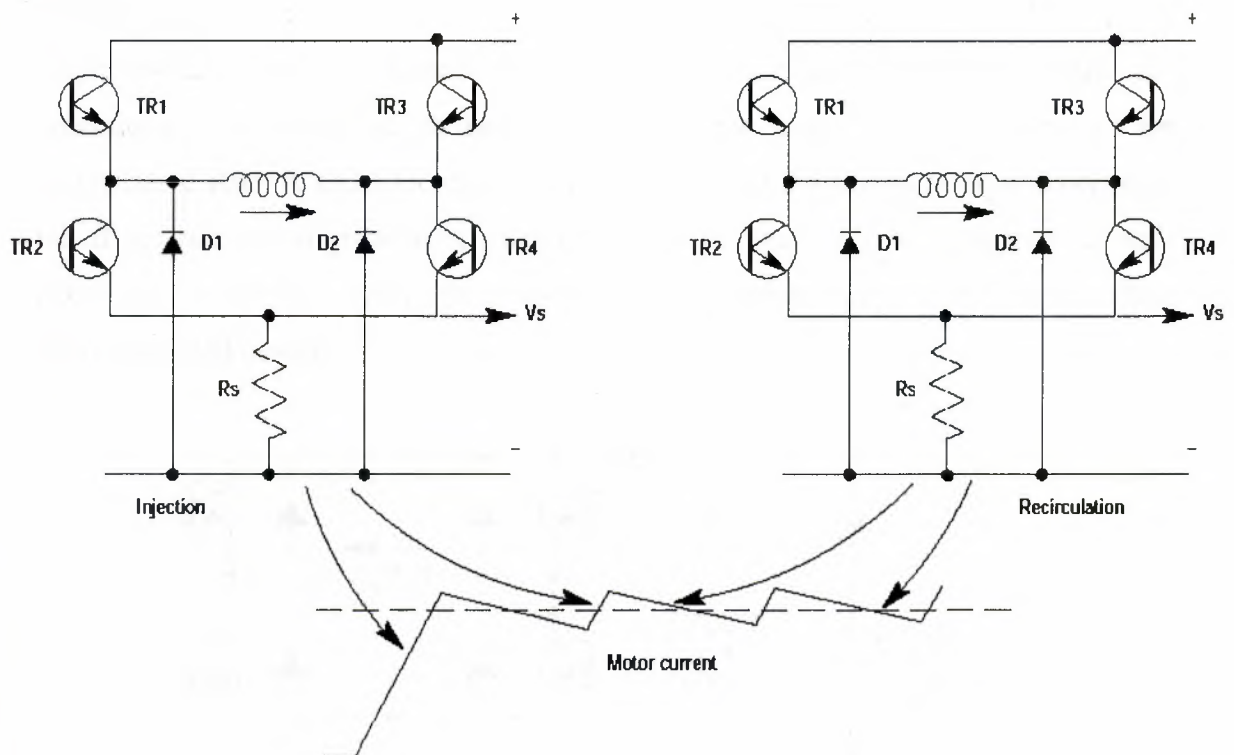 +
TR1
TR3
D1
D2
TR2
TR4
Vs
Rs
-
Injection
+
TR1
TR3
D1
D2
TR2
TR4
Vs
Rs
-
Recirculation
Motor current